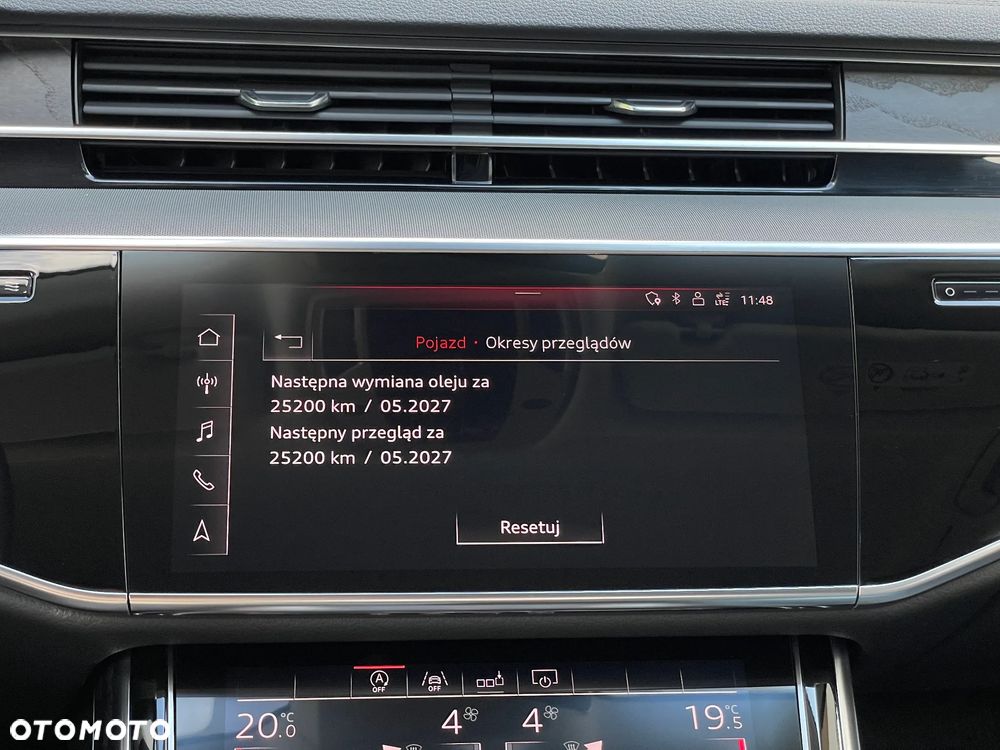 11:48
Pojazd • Okresy przeglądów
Następna wymiana oleju za
25200 km / 05.2027
Następny przegląd za
25200 km / 05.2027
Resetuj
A
OFF
OFF
20.0 °C
4
4
19.5 °C
OTOMOTO